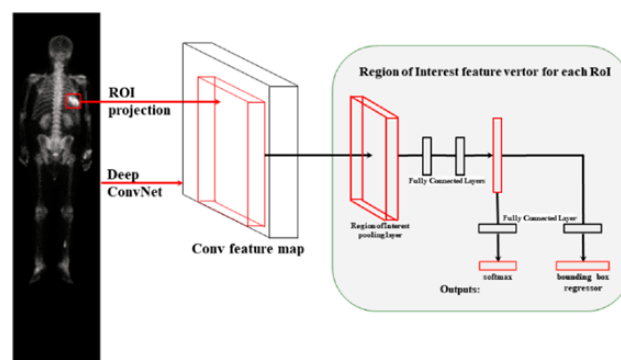 ROI
projection
Deep
ConvNet
Conv feature map
Region of Interest feature vertor for each RoI
Fully Connected Layers
Region of Interest
pooling layer
Fully Connected Layer
softmax
bounding box
regressor
Outputs: